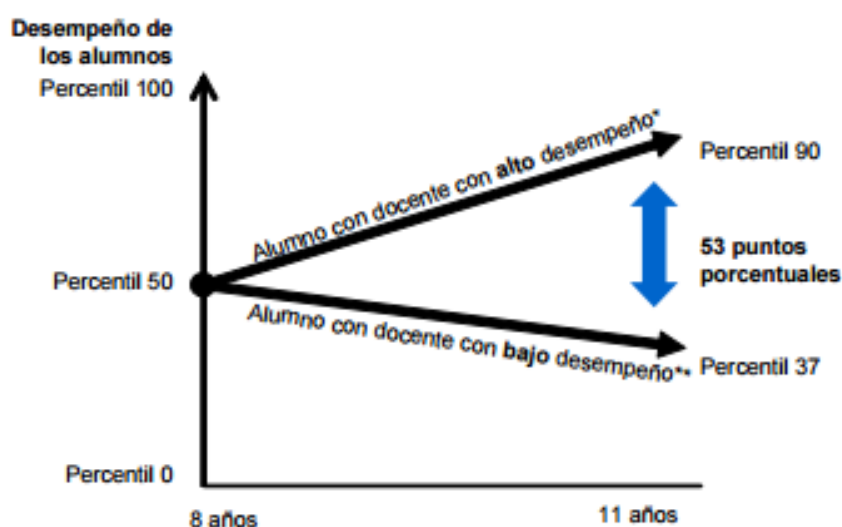 Desempeño de
los alumnos
Percentil 100
Alumno con docente con alto desempeño*
Percentil 90
53 puntos
porcentuales
Percentil 50
Alumno con docente con bajo desempeño**
Percentil 37
Percentil 0
8 años
11 años